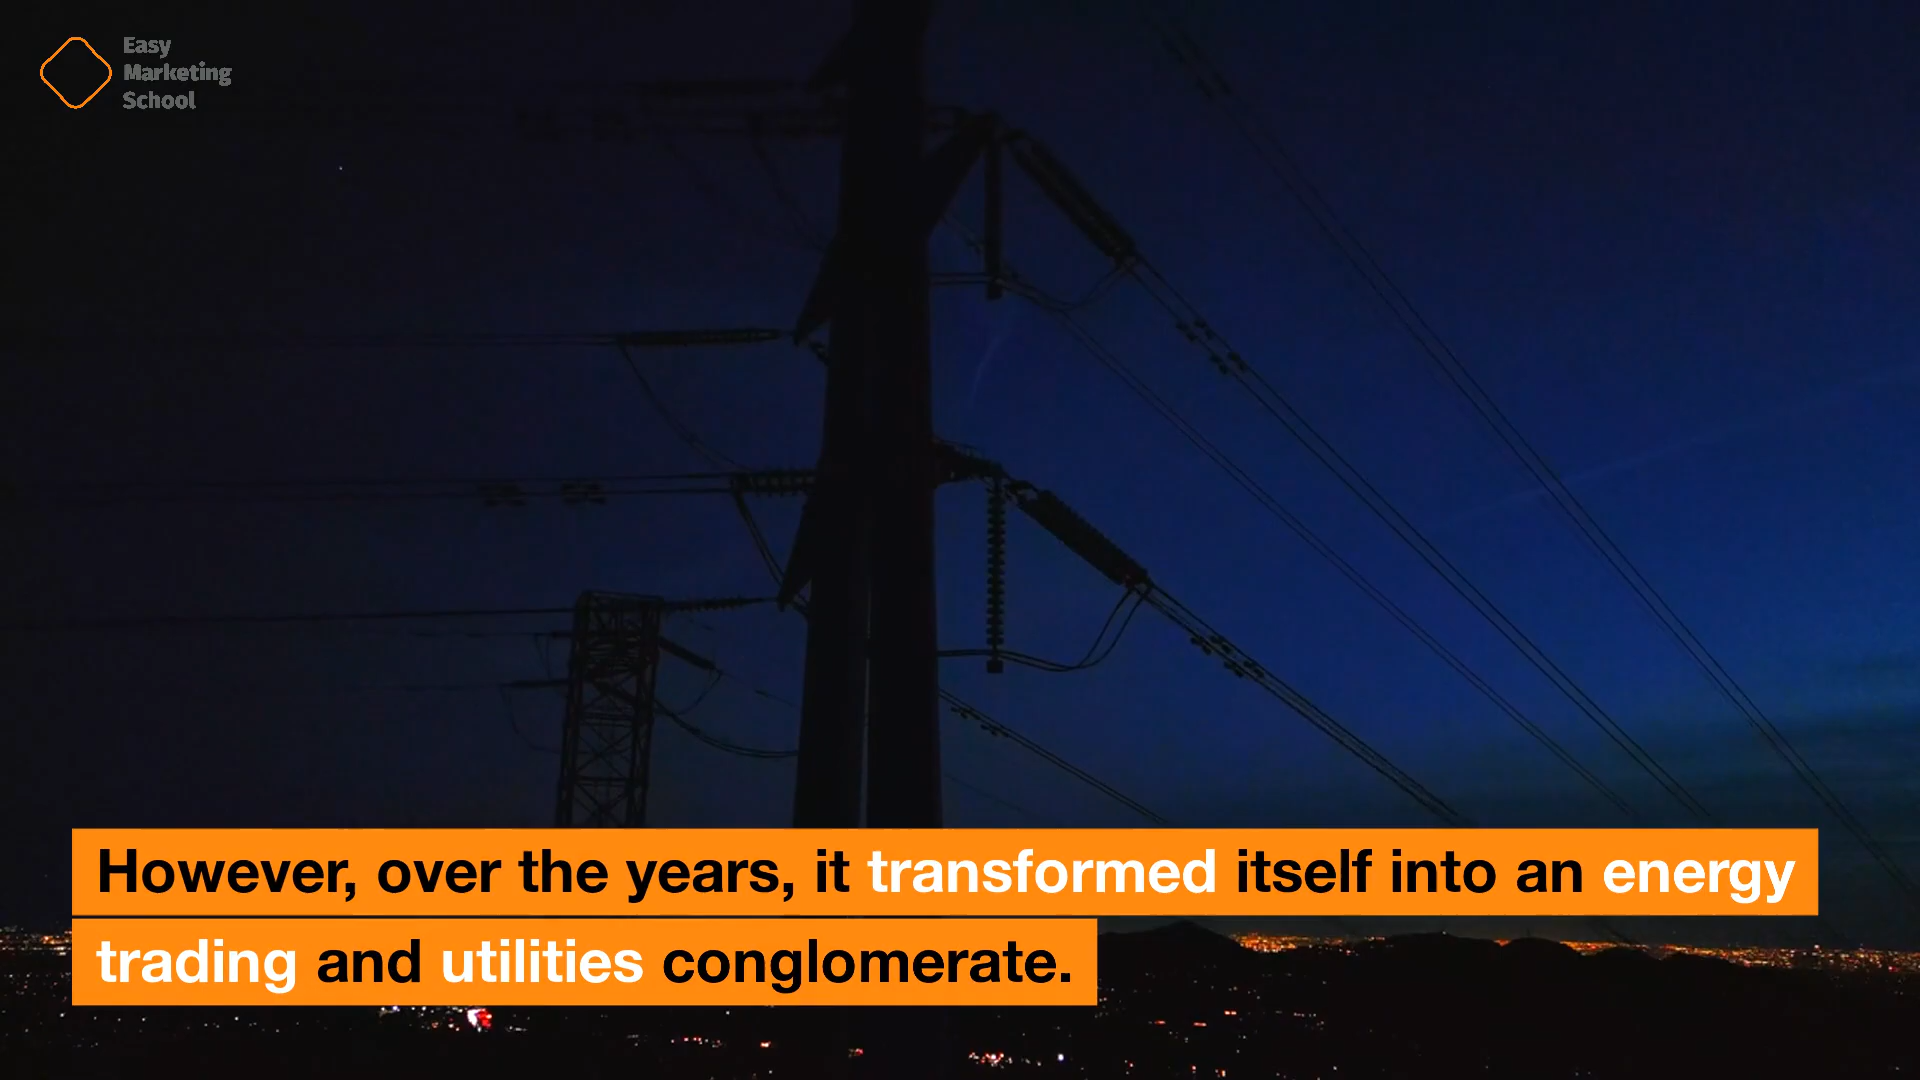 Easy
Marketing
School
However, over the years, it transformed itself into an energy
trading and utilities conglomerate.